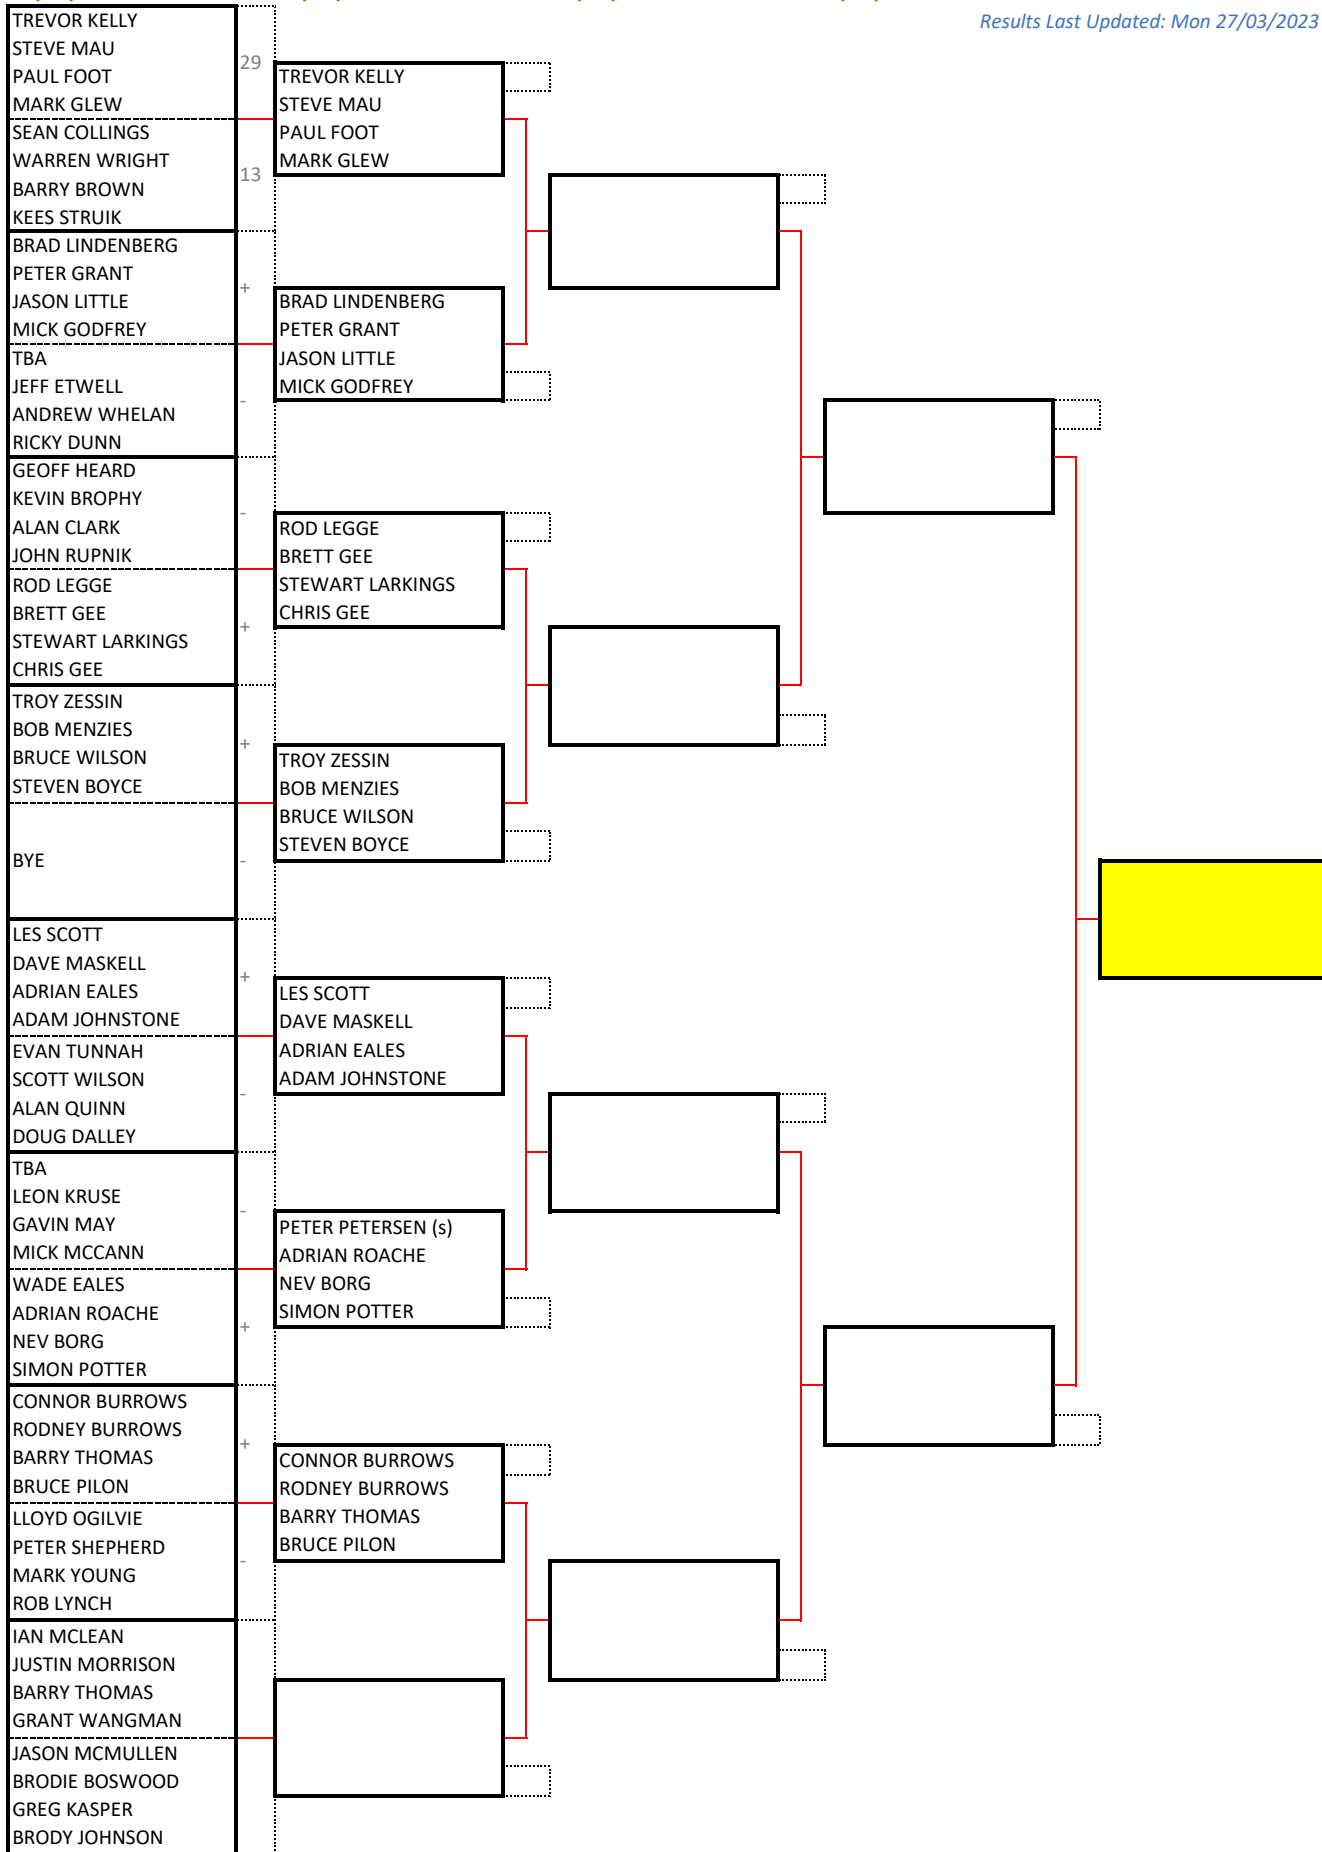 Results Last Updated: Mon 27/03/2023
TREVOR KELLY
STEVE MAU
PAUL FOOT
MARK GLEW
29
SEAN COLLINGS
WARREN WRIGHT
BARRY BROWN
KEES STRUIK
13
BRAD LINDENBERG
PETER GRANT
JASON LITTLE
MICK GODFREY
+
TBA
JEFF ETWELL
ANDREW WHELAN
RICKY DUNN
-
GEOFF HEARD
KEVIN BROPHY
ALAN CLARK
JOHN RUPNIK
-
ROD LEGGE
BRETT GEE
STEWART LARKINGS
CHRIS GEE
+
TROY ZESSIN
BOB MENZIES
BRUCE WILSON
STEVEN BOYCE
+
BYE
-
LES SCOTT
DAVE MASKELL
ADRIAN EALES
ADAM JOHNSTONE
+
EVAN TUNNAH
SCOTT WILSON
ALAN QUINN
DOUG DALLEY
-
TBA
LEON KRUSE
GAVIN MAY
MICK MCCANN
-
WADE EALES
ADRIAN ROACHE
NEV BORG
SIMON POTTER
+
CONNOR BURROWS
RODNEY BURROWS
BARRY THOMAS
BRUCE PILON
+
LLOYD OGILVIE
PETER SHEPHERD
MARK YOUNG
ROB LYNCH
-
IAN MCLEAN
JUSTIN MORRISON
BARRY THOMAS
GRANT WANGMAN
JASON MCMULLEN
BRODIE BOSWOOD
GREG KASPER
BRODY JOHNSON
TREVOR KELLY
STEVE MAU
PAUL FOOT
MARK GLEW
BRAD LINDENBERG
PETER GRANT
JASON LITTLE
MICK GODFREY
ROD LEGGE
BRETT GEE
STEWART LARKINGS
CHRIS GEE
TROY ZESSIN
BOB MENZIES
BRUCE WILSON
STEVEN BOYCE
LES SCOTT
DAVE MASKELL
ADRIAN EALES
ADAM JOHNSTONE
PETER PETERSEN (s)
ADRIAN ROACHE
NEV BORG
SIMON POTTER
CONNOR BURROWS
RODNEY BURROWS
BARRY THOMAS
BRUCE PILON